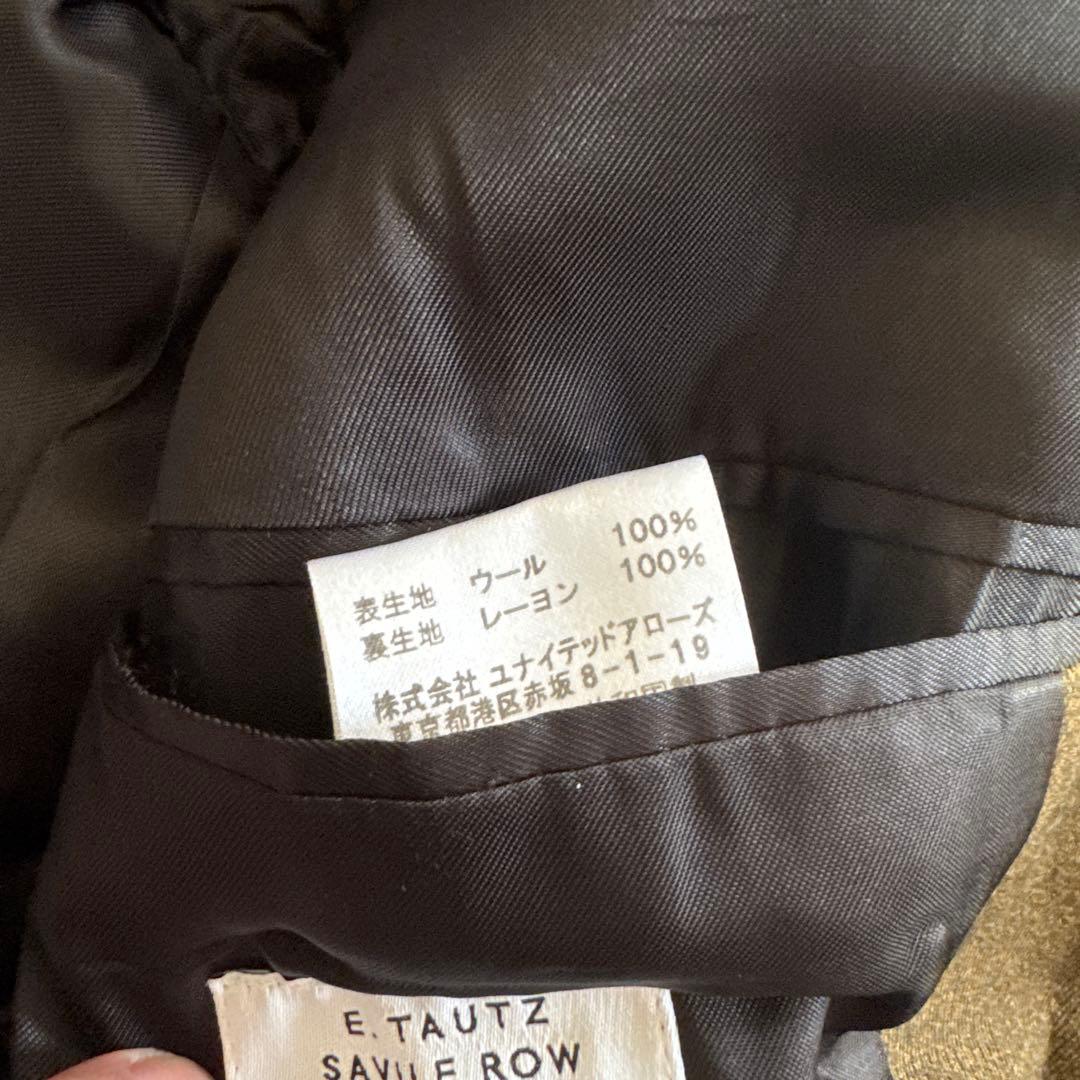 表生地 ウール 100%
裏生地 レーヨン 100%
株式会社 ユナイテッドアローズ
東京都港区赤坂8-1-19
E. TAUTZ
SAVILE ROW